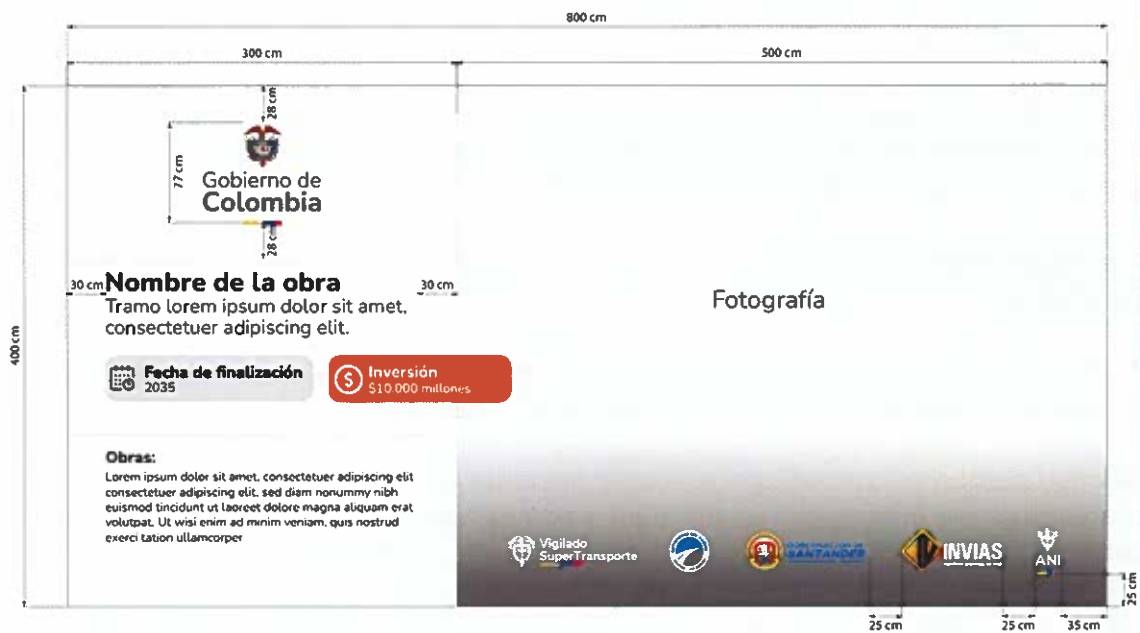 800 cm
300 cm
500 cm
28 cm
77 cm
Gobierno de
Colombia
28 cm
30 cm
Nombre de la obra
30 cm
Tramo lorem ipsum dolor sit amet,
consectetuer adipiscing elit.
Fotografía
400 cm
Fecha de finalización
2035
Inversión
$10.000 millones
Obras:
Lorem ipsum dolor sit amet, consectetuer adipiscing elit
consectetuer adipiscing elit, sed diam nonummy nibh
euismod tincidunt ut laoreet dolore magna aliquam erat
volutpat. Ut wisi enim ad minim veniam, quis nostrud
exerci tation ullamcorper
Vigilado
SuperTransporte
GOBERNACIÓN DE
SANTANDER
INVIAS
ANI
25 cm
25 cm
25 cm
35 cm